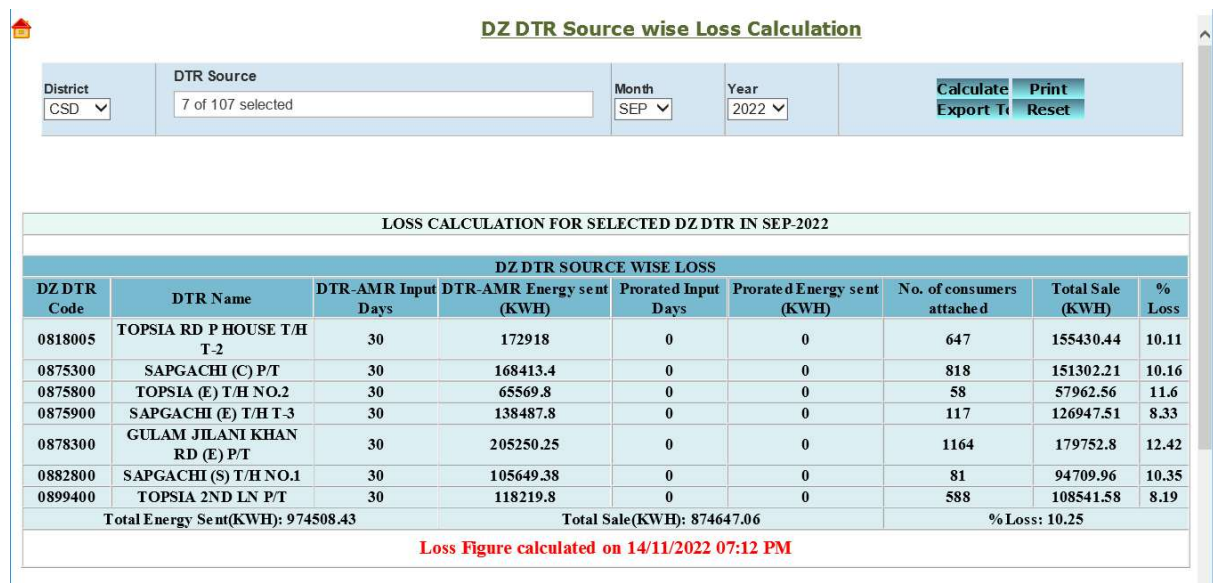 DZ DTR Source wise Loss Calculation
District
DTR Source
Month
Year
CSD
7 of 107 selected
SEP
2022
Calculate Print
Export To Reset
LOSS CALCULATION FOR SELECTED DZ DTR IN SEP-2022
DZ DTR SOURCE WISE LOSS
DZ DTR Code DTR Name DTR-AMR Input Days DTR-AMR Energy sent (KWH) Prorated Input Days Prorated Energy sent (KWH) No. of consumers attached Total Sale (KWH) % Loss
0818005 TOPSIA RD P HOUSE T/H T-2 30 172918 0 0 647 155430.44 10.11
0875300 SAPGACHI (C) P/T 30 168413.4 0 0 818 151302.21 10.16
0875800 TOPSIA (E) T/H NO.2 30 65569.8 0 0 58 57962.56 11.6
0875900 SAPGACHI (E) T/H T-3 30 138487.8 0 0 117 126947.51 8.33
0878300 GULAM JILANI KHAN RD (E) P/T 30 205250.25 0 0 1164 179752.8 12.42
0882800 SAPGACHI (S) T/H NO.1 30 105649.38 0 0 81 94709.96 10.35
0899400 TOPSIA 2ND LN P/T 30 118219.8 0 0 588 108541.58 8.19
Total Energy Sent(KWH): 974508.43 Total Sale(KWH): 874647.06 %Loss: 10.25
Loss Figure calculated on 14/11/2022 07:12 PM